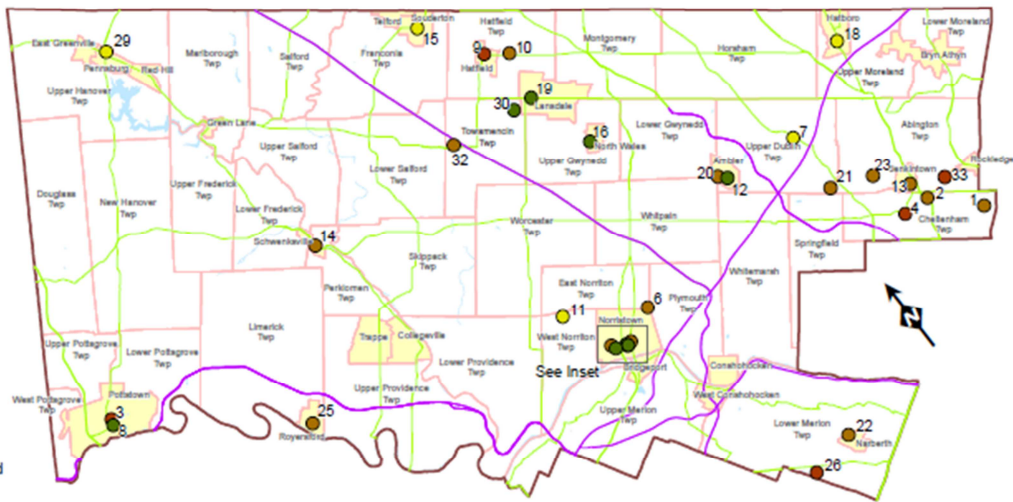 Telford
Souderton
15
Hatfield
Twp
9
10
Hatfield
Montgomery
Twp
Horsham
Twp
Hatboro
18
Lower Moreland
Twp
Bryn Athyn
Upper Moreland
Twp
East Greenville
29
Pennsburg
Red Hill
Upper Hanover
Twp
Marlborough
Twp
Salford
Twp
Franconia
Twp
19
Lansdale
30
Towamencin
Twp
32
16
North Wales
Upper Gwynedd
Twp
Lower Gwynedd
Twp
7
Upper Dublin
Twp
Abington
Twp
Rockledge
Green Lane
Upper Salford
Twp
Lower Salford
Twp
Ambler
20
12
21
23
Jenkintown
13
33
2
4
1
Cheltenham
Twp
Douglass
Twp
New Hanover
Twp
Upper Frederick
Twp
Lower Frederick
Twp
Schwenksville
14
Skippack
Twp
Worcester
Twp
Whitpain
Twp
Springfield
Twp
Whitemarsh
Twp
Perkiomen
Twp
East Norriton
Twp
6
Plymouth
Twp
11
Norristown
West Norriton
Twp
See Inset
Bridgeport
N
Limerick
Twp
Trappe
Collegeville
Lower Providence
Twp
Upper Pottsgrove
Twp
Lower Pottsgrove
Twp
Conshohocken
West Conshohocken
West Pottsgrove
Twp
Pottstown
3
8
25
Royersford
Upper Providence
Twp
Upper Merion
Twp
Lower Merion
Twp
22
Narberth
26
d